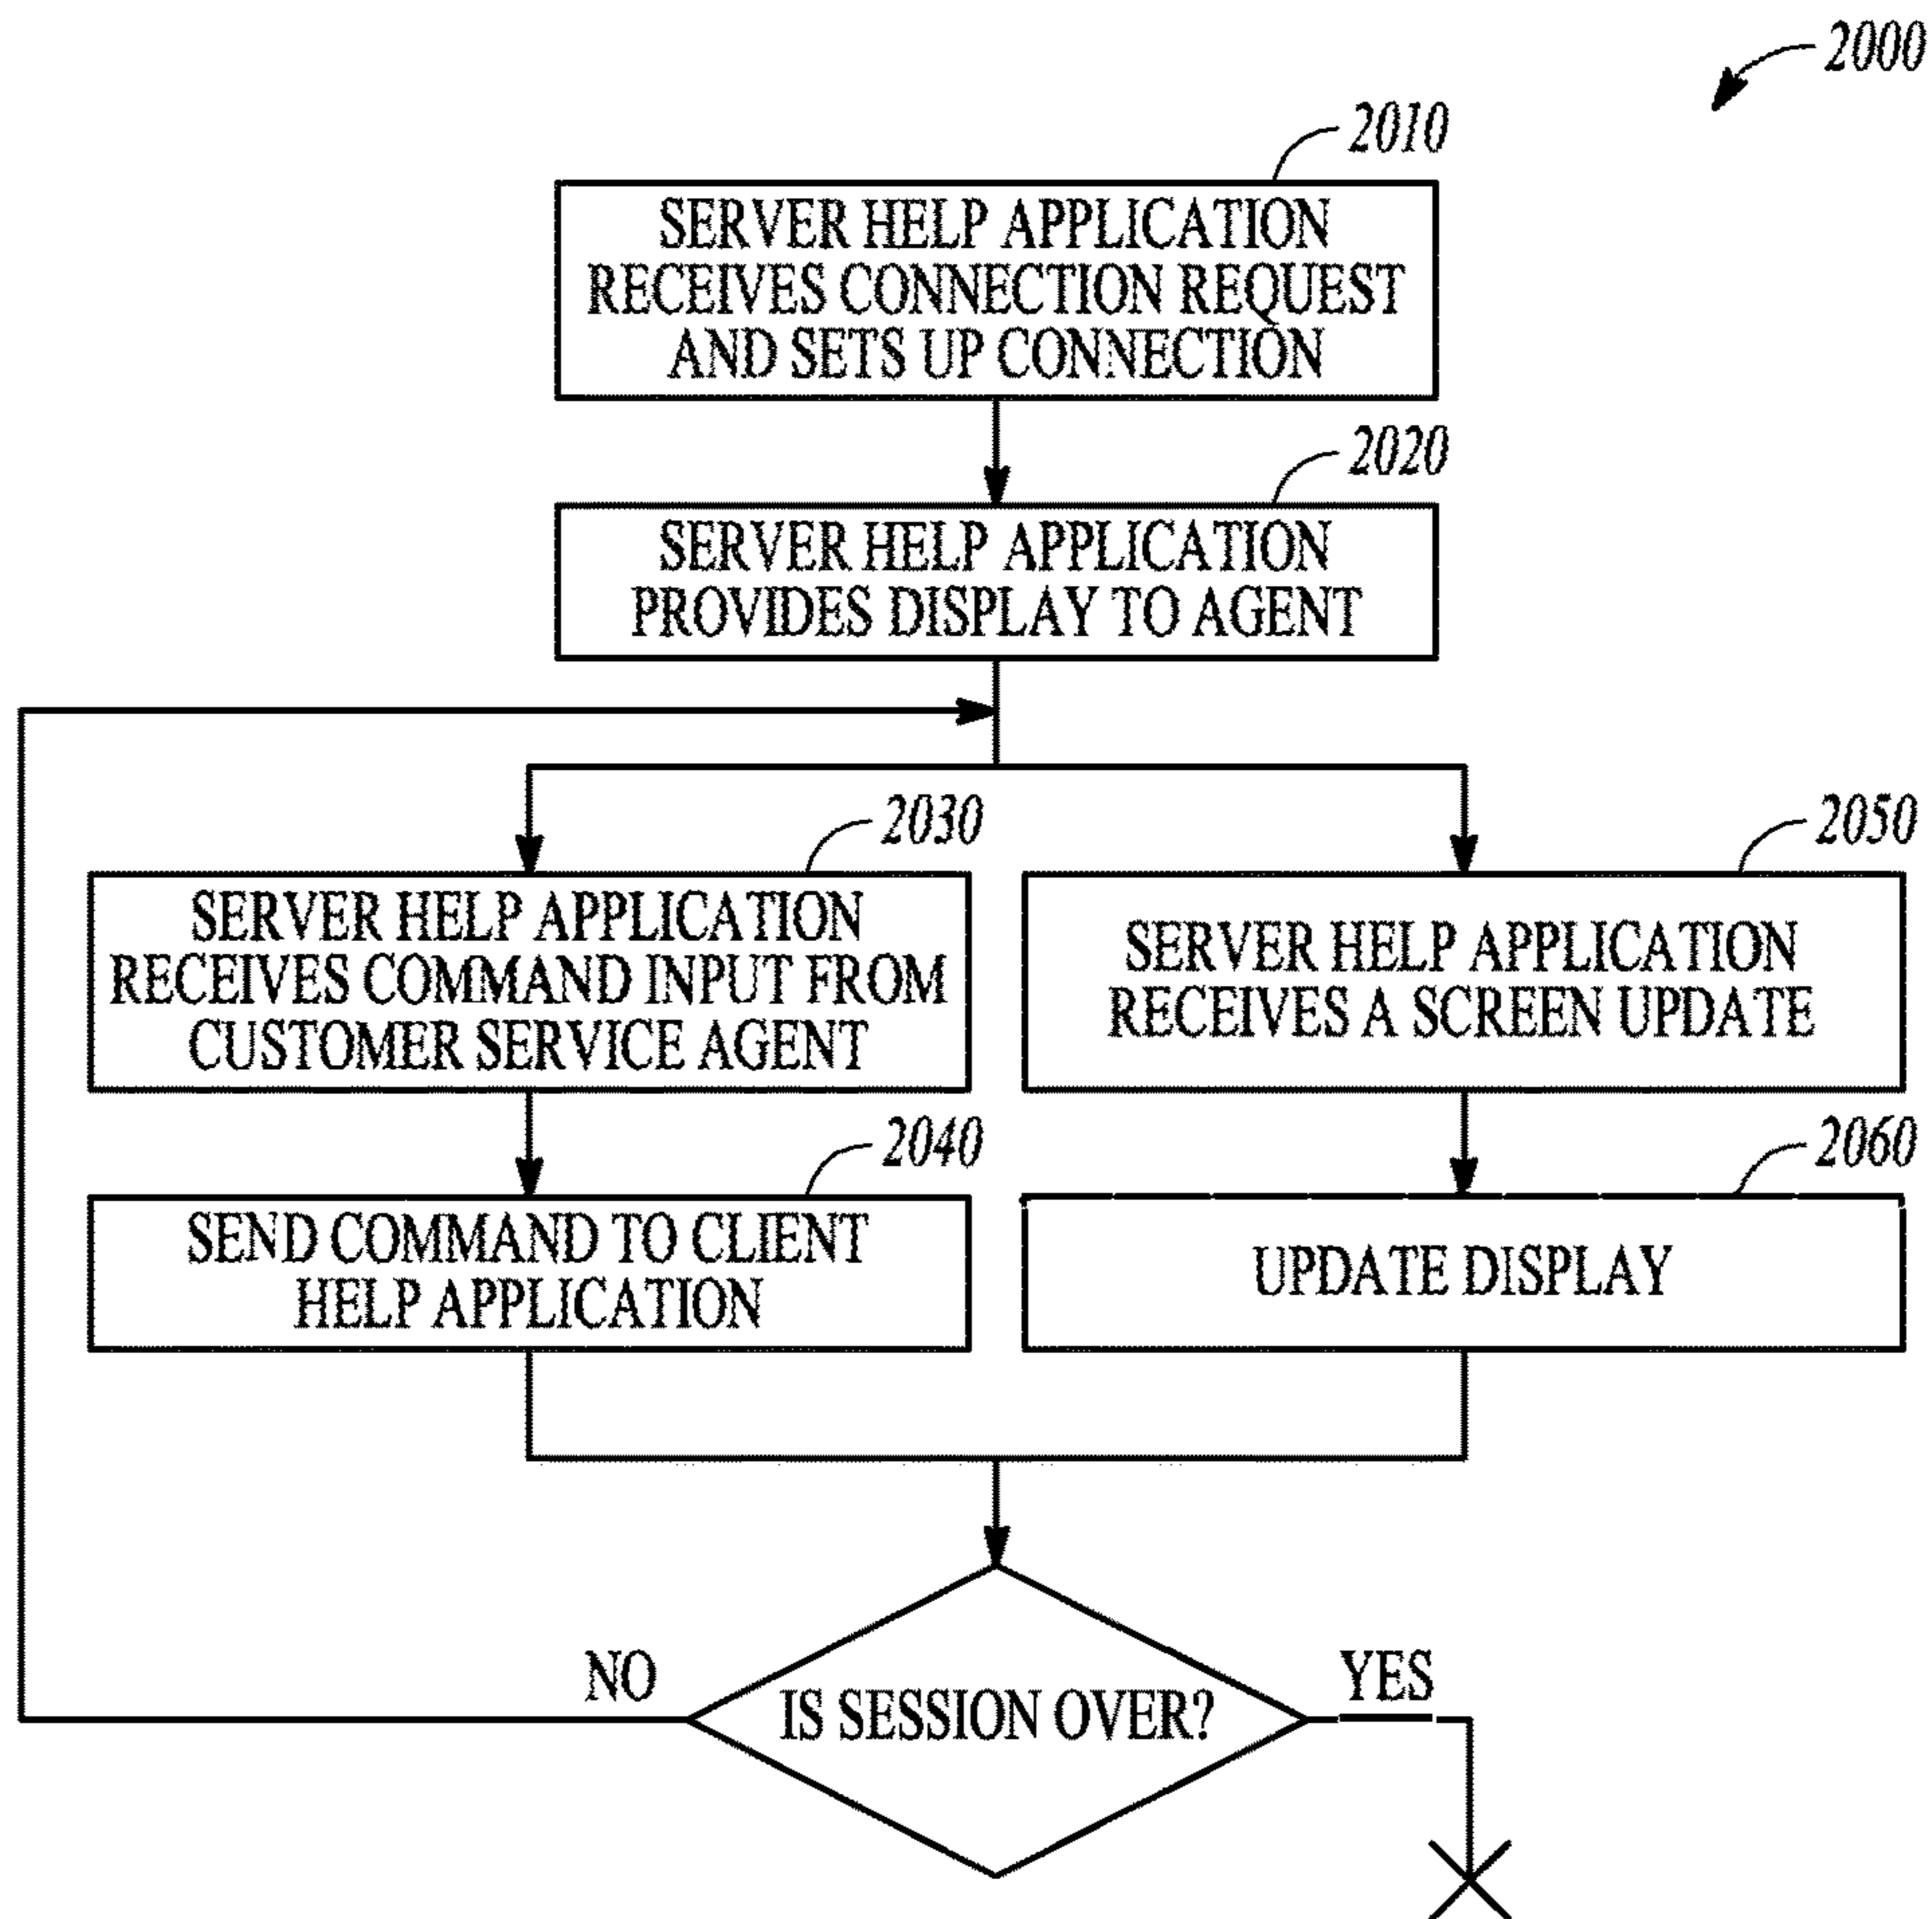 2000
2010
SERVER HELP APPLICATION
RECEIVES CONNECTION REQUEST
AND SETS UP CONNECTION
2020
SERVER HELP APPLICATION
PROVIDES DISPLAY TO AGENT
2030
SERVER HELP APPLICATION
RECEIVES COMMAND INPUT FROM
CUSTOMER SERVICE AGENT
2050
SERVER HELP APPLICATION
RECEIVES A SCREEN UPDATE
2040
SEND COMMAND TO CLIENT
HELP APPLICATION
2060
UPDATE DISPLAY
NO
IS SESSION OVER?
YES